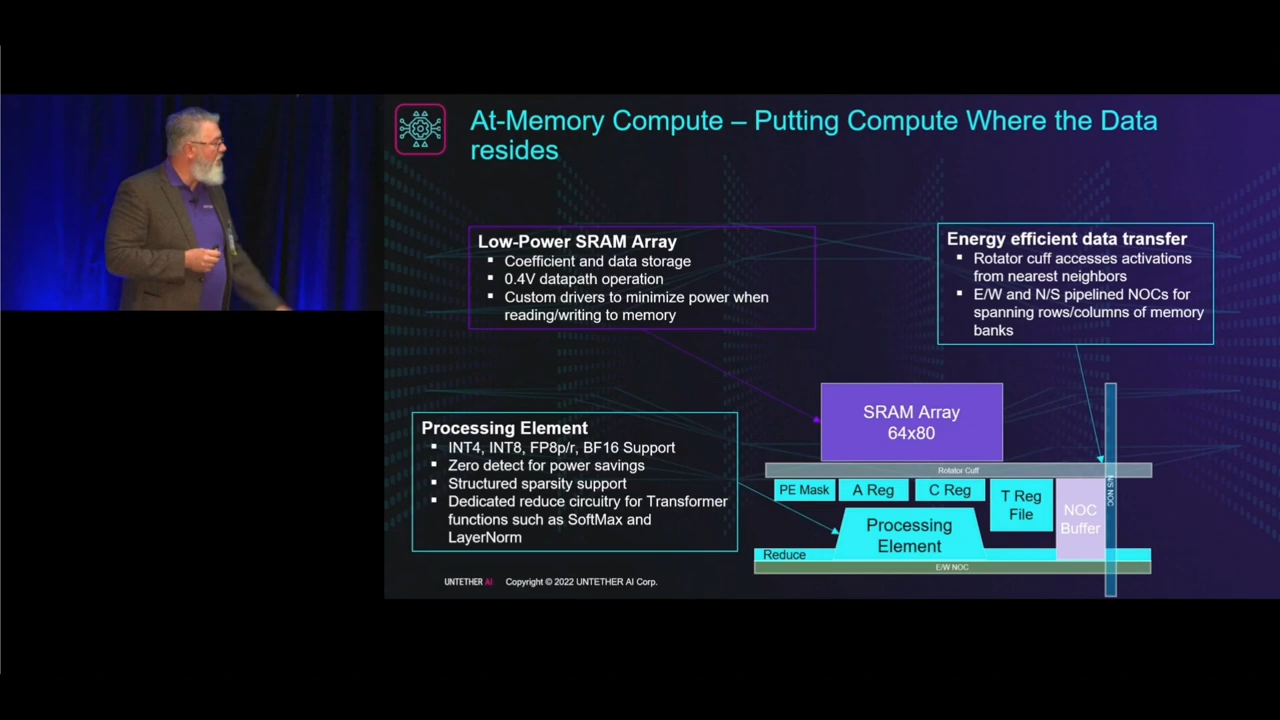 At-Memory Compute – Putting Compute Where the Data
resides
Low-Power SRAM Array
▪ Coefficient and data storage
▪ 0.4V datapath operation
▪ Custom drivers to minimize power when
reading/writing to memory
Energy efficient data transfer
▪ Rotator cuff accesses activations
from nearest neighbors
▪ E/W and N/S pipelined NOCs for
spanning rows/columns of memory
banks
Processing Element
▪ INT4, INT8, FP8p/r, BF16 Support
▪ Zero detect for power savings
▪ Structured sparsity support
▪ Dedicated reduce circuitry for Transformer
functions such as SoftMax and
LayerNorm
SRAM Array
64x80
Rotator Cuff
PE Mask
A Reg
C Reg
T Reg
File
NOC
Buffer
N/S NOC
Processing
Element
Reduce
E/W NOC
UNTETHER AI Copyright © 2022 UNTETHER AI Corp.